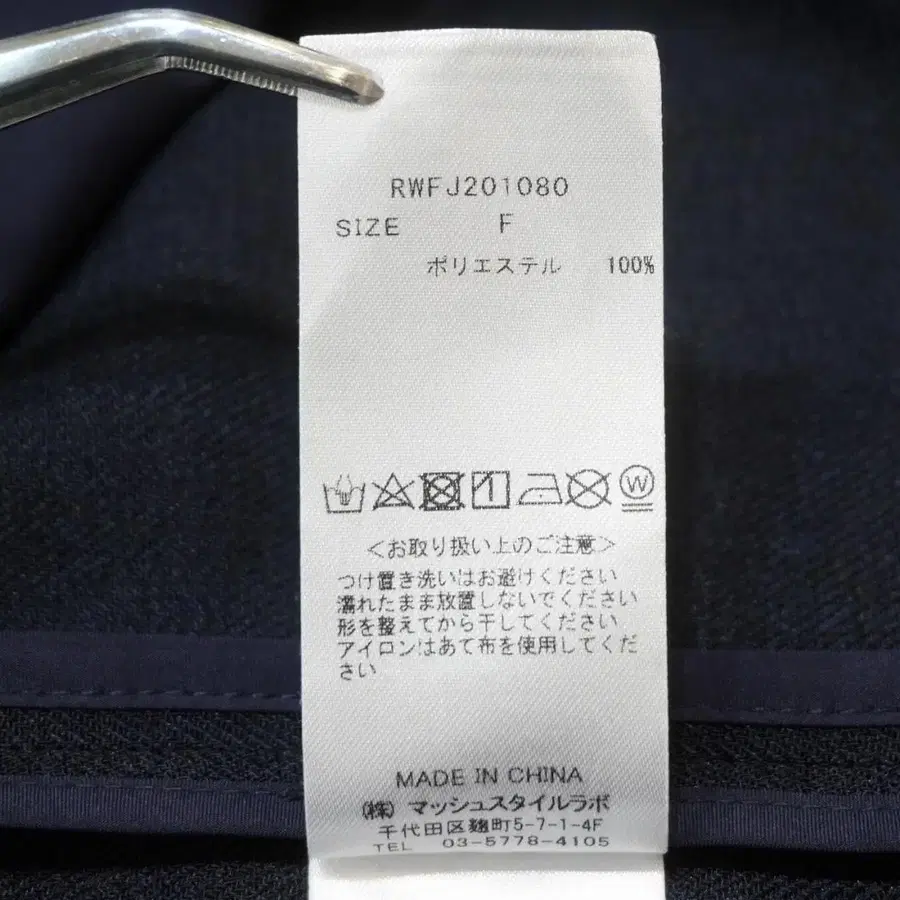 RWFJ201080
SIZE F
ポリエステル 100%
W
<お取り扱い上のご注意>
つけ置き洗いはお避けください
濡れたまま放置しないでください
形を整えてから干してください
アイロンはあて布を使用してくだ
さい
MADE IN CHINA
(株) マッシュスタイルラボ
千代田区麹町5-7-1-4F
TEL 03-5778-4105